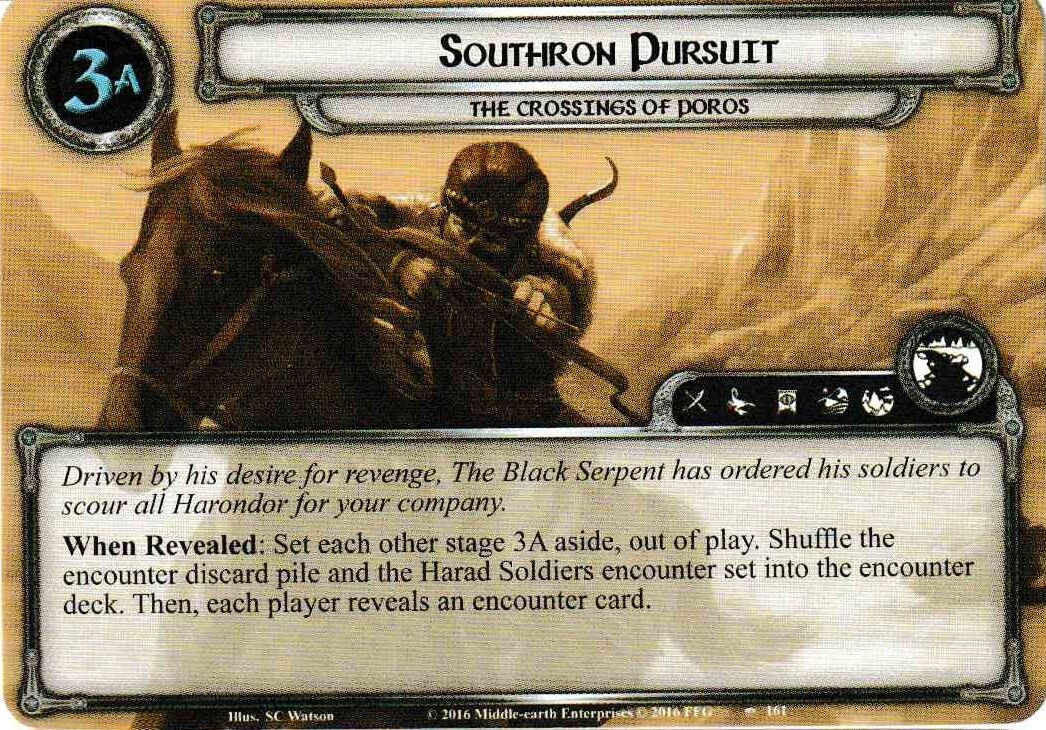 3A
SOUTHRON PURSUIT
THE CROSSINGS OF POROS
Driven by his desire for revenge, The Black Serpent has ordered his soldiers to
scour all Harondor for your company.
When Revealed: Set each other stage 3A aside, out of play. Shuffle the
encounter discard pile and the Harad Soldiers encounter set into the encounter
deck. Then, each player reveals an encounter card.
Illus. SC Watson © 2016 Middle-earth Enterprises © 2016 FFG 161